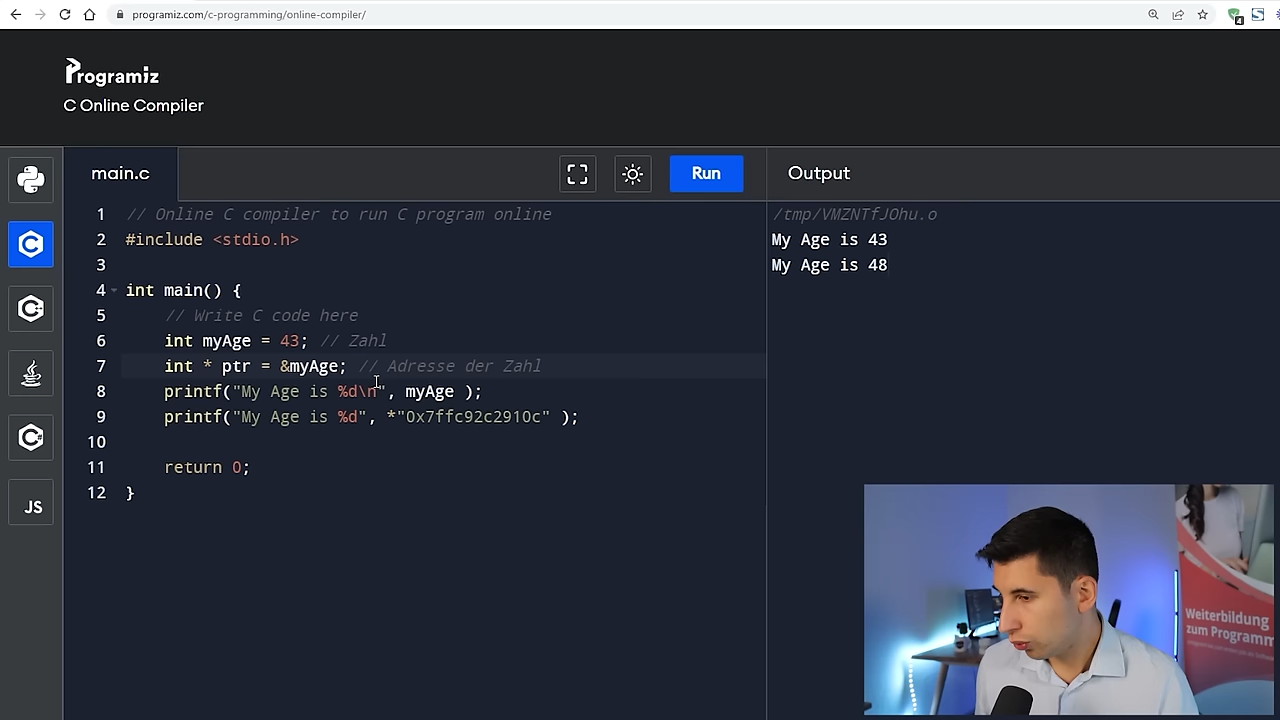 programiz.com/c-programming/online-compiler/
4
Programiz
C Online Compiler
main.c
Run
Output
1 // Online C compiler to run C program online
2 #include <stdio.h>
3
4 int main() {
5 // Write C code here
6 int myAge = 43; // Zahl
7 int * ptr = &myAge; // Adresse der Zahl
8 printf("My Age is %d\n", myAge );
9 printf("My Age is %d", *"0x7ffc92c2910c" );
10
11 return 0;
12 }
/tmp/VMZNTfJOhu.o
My Age is 43
My Age is 48
JS
Weiterbildung
zum Programm